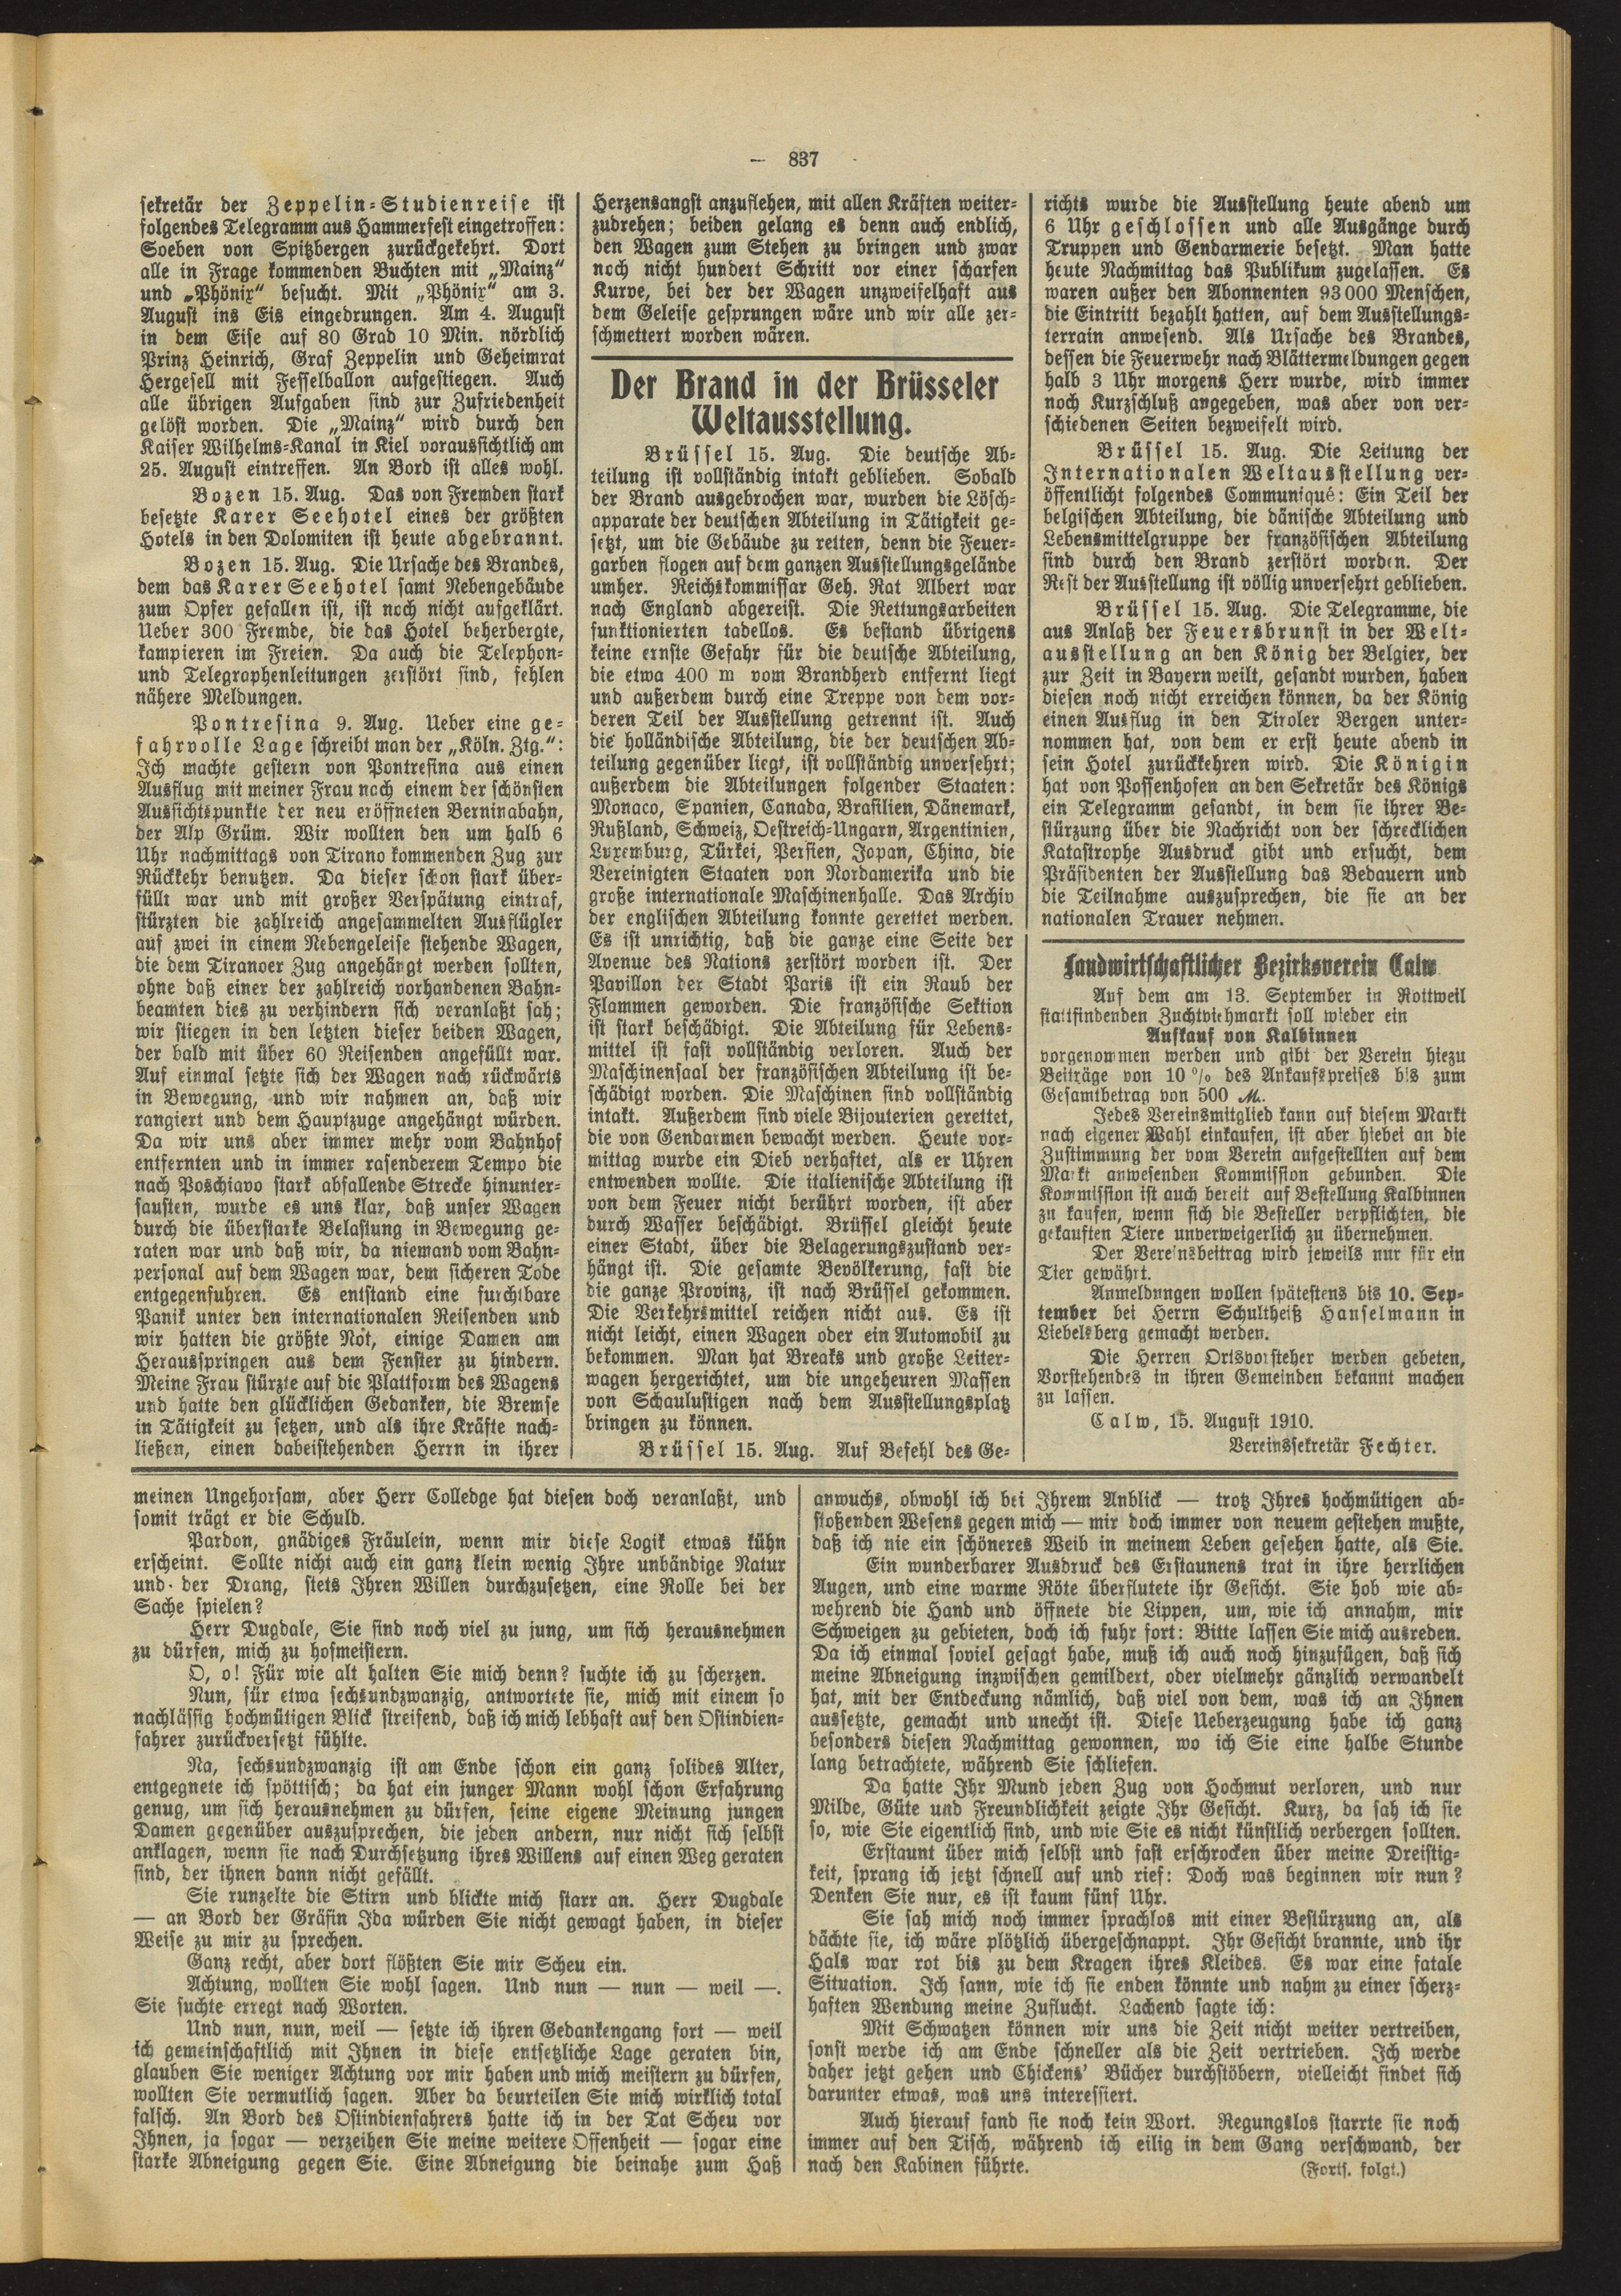 — 837
sekretär der Zeppelin-Studienreise ist
folgendes Telegramm aus Hammerfest eingetroffen:
Soeben von Spitzbergen zurückgekehrt. Dort
alle in Frage kommenden Buchten mit „Mainz“
und „Phönix“ besucht. Mit „Phönix“ am 3.
August ins Eis eingedrungen. Am 4. August
in dem Eise auf 80 Grad 10 Min. nördlich
Prinz Heinrich, Graf Zeppelin und Geheimrat
Hergesell mit Fesselballon aufgestiegen. Auch
alle übrigen Aufgaben sind zur Zufriedenheit
gelöst worden. Die „Mainz“ wird durch den
Kaiser Wilhelms-Kanal in Kiel voraussichtlich am
25. August eintreffen. An Bord ist alles wohl.
Bozen 15. Aug. Das von Fremden stark
besetzte Karer Seehotel eines der größten
Hotels in den Dolomiten ist heute abgebrannt.
Bozen 15. Aug. Die Ursache des Brandes,
dem das Karer Seehotel samt Nebengebäude
zum Opfer gefallen ist, ist noch nicht aufgeklärt.
Ueber 300 Fremde, die das Hotel beherbergte,
kampieren im Freien. Da auch die Telephon-
und Telegraphenleitungen zerstört sind, fehlen
nähere Meldungen.
Pontresina 9. Aug. Ueber eine ge-
fahrvolle Lage schreibt man der „Köln. Ztg.“:
Ich machte gestern von Pontresina aus einen
Ausflug mit meiner Frau nach einem der schönsten
Aussichtspunkte der neu eröffneten Berninabahn,
der Alp Grüm. Wir wollten den um halb 6
Uhr nachmittags von Tirano kommenden Zug zur
Rückkehr benutzen. Da dieser schon stark über-
füllt war und mit großer Verspätung eintraf,
stürzten die zahlreich angesammelten Ausflügler
auf zwei in einem Nebengeleise stehende Wagen,
die dem Tiranoer Zug angehängt werden sollten,
ohne daß einer der zahlreich vorhandenen Bahn-
beamten dies zu verhindern sich veranlaßt sah;
wir stiegen in den letzten dieser beiden Wagen,
der bald mit über 60 Reisenden angefüllt war.
Auf einmal setzte sich der Wagen nach rückwärts
in Bewegung, und wir nahmen an, daß wir
rangiert und dem Hauptzuge angehängt würden.
Da wir uns aber immer mehr vom Bahnhof
entfernten und in immer rasenderem Tempo die
nach Poschiavo stark abfallende Strecke hinunter-
sausten, wurde es uns klar, daß unser Wagen
durch die überstarke Belastung in Bewegung ge-
raten war und daß wir, da niemand vom Bahn-
personal auf dem Wagen war, dem sicheren Tode
entgegenfuhren. Es entstand eine furchtbare
Panik unter den internationalen Reisenden und
wir hatten die größte Not, einige Damen am
Herausspringen aus dem Fenster zu hindern.
Meine Frau stürzte auf die Plattform des Wagens
und hatte den glücklichen Gedanken, die Bremse
in Tätigkeit zu setzen, und als ihre Kräfte nach-
ließen, einen dabeistehenden Herrn in ihrer
Herzensangst anzuflehen, mit allen Kräften weiter-
zudrehen; beiden gelang es denn auch endlich,
den Wagen zum Stehen zu bringen und zwar
noch nicht hundert Schritt vor einer scharfen
Kurve, bei der der Wagen unzweifelhaft aus
dem Geleise gesprungen wäre und wir alle zer-
schmettert worden wären.
Der Brand in der Brüsseler
Weltausstellung.
Brüssel 15. Aug. Die deutsche Ab-
teilung ist vollständig intakt geblieben. Sobald
der Brand ausgebrochen war, wurden die Lösch-
apparate der deutschen Abteilung in Tätigkeit ge-
setzt, um die Gebäude zu retten, denn die Feuer-
garben flogen auf dem ganzen Ausstellungsgelände
umher. Reichskommissar Geh. Rat Albert war
nach England abgereist. Die Rettungsarbeiten
funktionierten tadellos. Es bestand übrigens
keine ernste Gefahr für die deutsche Abteilung,
die etwa 400 m vom Brandherd entfernt liegt
und außerdem durch eine Treppe von dem vor-
deren Teil der Ausstellung getrennt ist. Auch
die holländische Abteilung, die der deutschen Ab-
teilung gegenüber liegt, ist vollständig unversehrt;
außerdem die Abteilungen folgender Staaten:
Monaco, Spanien, Canada, Brasilien, Dänemark,
Rußland, Schweiz, Oestreich-Ungarn, Argentinien,
Luxemburg, Türkei, Persien, Japan, China, die
Vereinigten Staaten von Nordamerika und die
große internationale Maschinenhalle. Das Archiv
der englischen Abteilung konnte gerettet werden.
Es ist unrichtig, daß die ganze eine Seite der
Avenue des Nations zerstört worden ist. Der
Pavillon der Stadt Paris ist ein Raub der
Flammen geworden. Die französische Sektion
ist stark beschädigt. Die Abteilung für Lebens-
mittel ist fast vollständig verloren. Auch der
Maschinensaal der französischen Abteilung ist be-
schädigt worden. Die Maschinen sind vollständig
intakt. Außerdem sind viele Bijouterien gerettet,
die von Gendarmen bewacht werden. Heute vor-
mittag wurde ein Dieb verhaftet, als er Uhren
entwenden wollte. Die italienische Abteilung ist
von dem Feuer nicht berührt worden, ist aber
durch Wasser beschädigt. Brüssel gleicht heute
einer Stadt, über die Belagerungszustand ver-
hängt ist. Die gesamte Bevölkerung, fast die
die ganze Provinz, ist nach Brüssel gekommen.
Die Verkehrsmittel reichen nicht aus. Es ist
nicht leicht, einen Wagen oder ein Automobil zu
bekommen. Man hat Breaks und große Leiter-
wagen hergerichtet, um die ungeheuren Massen
von Schaulustigen nach dem Ausstellungsplatz
bringen zu können.
Brüssel 15. Aug. Auf Befehl des Ge-
richts wurde die Ausstellung heute abend um
6 Uhr geschlossen und alle Ausgänge durch
Truppen und Gendarmerie besetzt. Man hatte
heute Nachmittag das Publikum zugelassen. Es
waren außer den Abonnenten 93000 Menschen,
die Eintritt bezahlt hatten, auf dem Ausstellungs-
terrain anwesend. Als Ursache des Brandes,
dessen die Feuerwehr nach Blättermeldungen gegen
halb 3 Uhr morgens Herr wurde, wird immer
noch Kurzschluß angegeben, was aber von ver-
schiedenen Seiten bezweifelt wird.
Brüssel 15. Aug. Die Leitung der
Internationalen Weltausstellung ver-
öffentlicht folgendes Communiqué: Ein Teil der
belgischen Abteilung, die dänische Abteilung und
Lebensmittelgruppe der französischen Abteilung
sind durch den Brand zerstört worden. Der
Rest der Ausstellung ist völlig unversehrt geblieben.
Brüssel 15. Aug. Die Telegramme, die
aus Anlaß der Feuersbrunst in der Welt-
ausstellung an den König der Belgier, der
zur Zeit in Bayern weilt, gesandt wurden, haben
diesen noch nicht erreichen können, da der König
einen Ausflug in den Tiroler Bergen unter-
nommen hat, von dem er erst heute abend in
sein Hotel zurückkehren wird. Die Königin
hat von Possenhofen an den Sekretär des Königs
ein Telegramm gesandt, in dem sie ihrer Be-
stürzung über die Nachricht von der schrecklichen
Katastrophe Ausdruck gibt und ersucht, dem
Präsidenten der Ausstellung das Bedauern und
die Teilnahme auszusprechen, die sie an der
nationalen Trauer nehmen.
Landwirtschaftlicher Bezirksverein Calw
Auf dem am 13. September in Rottweil
stattfindenden Zuchtviehmarkt soll wieder ein
Aufkauf von Kalbinnen
vorgenommen werden und gibt der Verein hiezu
Beiträge von 10% des Ankaufspreises bis zum
Gesamtbetrag von 500 ℳ.
Jedes Vereinsmitglied kann auf diesem Markt
nach eigener Wahl einkaufen, ist aber hiebei an die
Zustimmung der vom Verein aufgestellten auf dem
Markt anwesenden Kommission gebunden. Die
Kommission ist auch bereit auf Bestellung Kalbinnen
zu kaufen, wenn sich die Besteller verpflichten, die
gekauften Tiere unverweigerlich zu übernehmen.
Der Vereinsbeitrag wird jeweils nur für ein
Tier gewährt.
Anmeldungen wollen spätestens bis 10. Sep-
tember bei Herrn Schultheiß Hanselmann in
Liebelsberg gemacht werden.
Die Herren Ortsvorsteher werden gebeten,
Vorstehendes in ihren Gemeinden bekannt machen
zu lassen.
Calw, 15. August 1910.
Vereinssekretär Fechter.
meinen Ungehorsam, aber Herr Colledge hat diesen doch veranlaßt, und
somit trägt er die Schuld.
Pardon, gnädiges Fräulein, wenn mir diese Logik etwas kühn
erscheint. Sollte nicht auch ein ganz klein wenig Ihre unbändige Natur
und der Drang, stets Ihren Willen durchzusetzen, eine Rolle bei der
Sache spielen?
Herr Dugdale, Sie sind noch viel zu jung, um sich herausnehmen
zu dürfen, mich zu hofmeistern.
O, o! Für wie alt halten Sie mich denn? suchte ich zu scherzen.
Nun, für etwa sechsundzwanzig, antwortete sie, mich mit einem so
nachlässig hochmütigen Blick streifend, daß ich mich lebhaft auf den Ostindien-
fahrer zurückversetzt fühlte.
Na, sechsundzwanzig ist am Ende schon ein ganz solides Alter,
entgegnete ich spöttisch; da hat ein junger Mann wohl schon Erfahrung
genug, um sich herausnehmen zu dürfen, seine eigene Meinung jungen
Damen gegenüber auszusprechen, die jeden andern, nur nicht sich selbst
anklagen, wenn sie nach Durchsetzung ihres Willens auf einen Weg geraten
sind, der ihnen dann nicht gefällt.
Sie runzelte die Stirn und blickte mich starr an. Herr Dugdale
— an Bord der Gräfin Ida würden Sie nicht gewagt haben, in dieser
Weise zu mir zu sprechen.
Ganz recht, aber dort flößten Sie mir Scheu ein.
Achtung, wollten Sie wohl sagen. Und nun — nun — weil —.
Sie suchte erregt nach Worten.
Und nun, nun, weil — setzte ich ihren Gedankengang fort — weil
ich gemeinschaftlich mit Ihnen in diese entsetzliche Lage geraten bin,
glauben Sie weniger Achtung vor mir haben und mich meistern zu dürfen,
wollten Sie vermutlich sagen. Aber da beurteilen Sie mich wirklich total
falsch. An Bord des Ostindienfahrers hatte ich in der Tat Scheu vor
Ihnen, ja sogar — verzeihen Sie meine weitere Offenheit — sogar eine
starke Abneigung gegen Sie. Eine Abneigung die beinahe zum Haß
anwuchs, obwohl ich bei Ihrem Anblick — trotz Ihres hochmütigen ab-
stoßenden Wesens gegen mich — mir doch immer von neuem gestehen mußte,
daß ich nie ein schöneres Weib in meinem Leben gesehen hatte, als Sie.
Ein wunderbarer Ausdruck des Erstaunens trat in ihre herrlichen
Augen, und eine warme Röte überflutete ihr Gesicht. Sie hob wie ab-
wehrend die Hand und öffnete die Lippen, um, wie ich annahm, mir
Schweigen zu gebieten, doch ich fuhr fort: Bitte lassen Sie mich ausreden.
Da ich einmal soviel gesagt habe, muß ich auch noch hinzufügen, daß sich
meine Abneigung inzwischen gemildert, oder vielmehr gänzlich verwandelt
hat, mit der Entdeckung nämlich, daß viel von dem, was ich an Ihnen
aussetzte, gemacht und unecht ist. Diese Ueberzeugung habe ich ganz
besonders diesen Nachmittag gewonnen, wo ich Sie eine halbe Stunde
lang betrachtete, während Sie schliefen.
Da hatte Ihr Mund jeden Zug von Hochmut verloren, und nur
Milde, Güte und Freundlichkeit zeigte Ihr Gesicht. Kurz, da sah ich sie
so, wie Sie eigentlich sind, und wie Sie es nicht künstlich verbergen sollten.
Erstaunt über mich selbst und fast erschrocken über meine Dreistig-
keit, sprang ich jetzt schnell auf und rief: Doch was beginnen wir nun?
Denken Sie nur, es ist kaum fünf Uhr.
Sie sah mich noch immer sprachlos mit einer Bestürzung an, als
dächte sie, ich wäre plötzlich übergeschnappt. Ihr Gesicht brannte, und ihr
Hals war rot bis zu dem Kragen ihres Kleides. Es war eine fatale
Situation. Ich sann, wie ich sie enden könnte und nahm zu einer scherz-
haften Wendung meine Zuflucht. Lachend sagte ich:
Mit Schwatzen können wir uns die Zeit nicht weiter vertreiben,
sonst werde ich am Ende schneller als die Zeit vertrieben. Ich werde
daher jetzt gehen und Chickens' Bücher durchstöbern, vielleicht findet sich
darunter etwas, was uns interessiert.
Auch hierauf fand sie noch kein Wort. Regungslos starrte sie noch
immer auf den Tisch, während ich eilig in dem Gang verschwand, der
nach den Kabinen führte.
(Forts. folgt.)